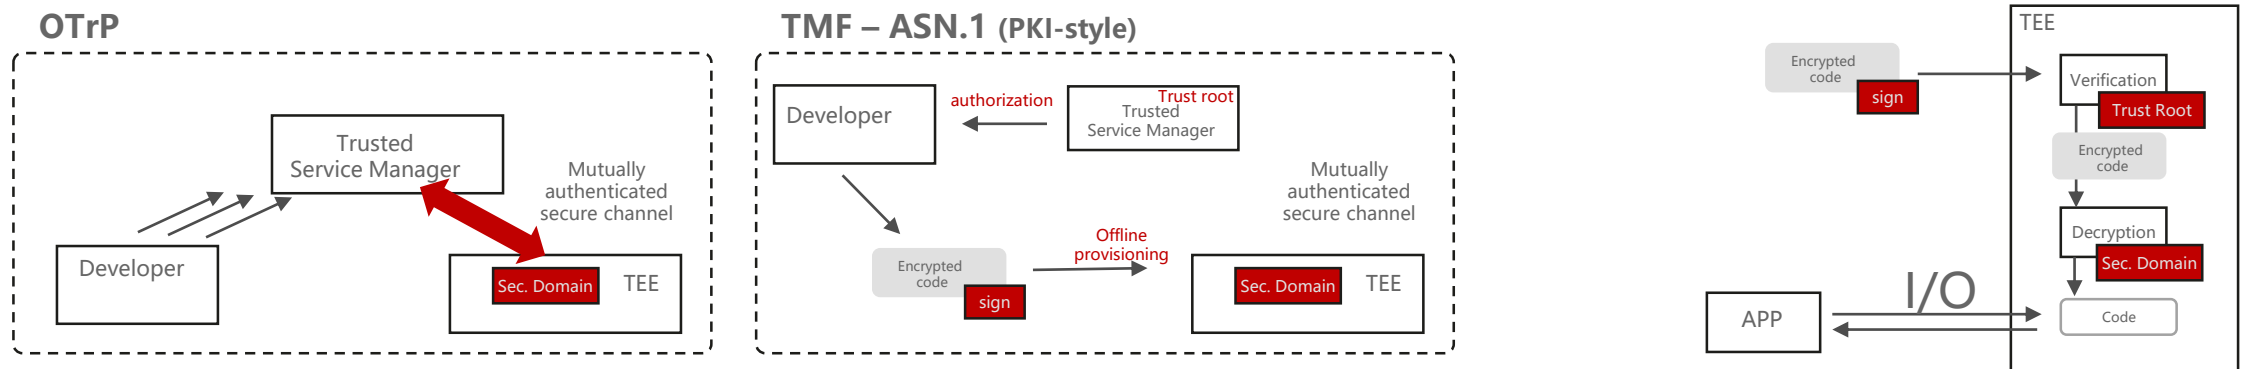 OTrP
Trusted
Service Manager
Mutually
authenticated
secure channel
Developer
Sec. Domain
TEE
TMF – ASN.1 (PKI-style)
Developer
authorization
Trust root
Trusted
Service Manager
Mutually
authenticated
secure channel
Offline
provisioning
Encrypted
code
sign
Sec. Domain
TEE
TEE
Encrypted
code
sign
Verification
Trust Root
Encrypted
code
Decryption
Sec. Domain
I/O
APP
Code